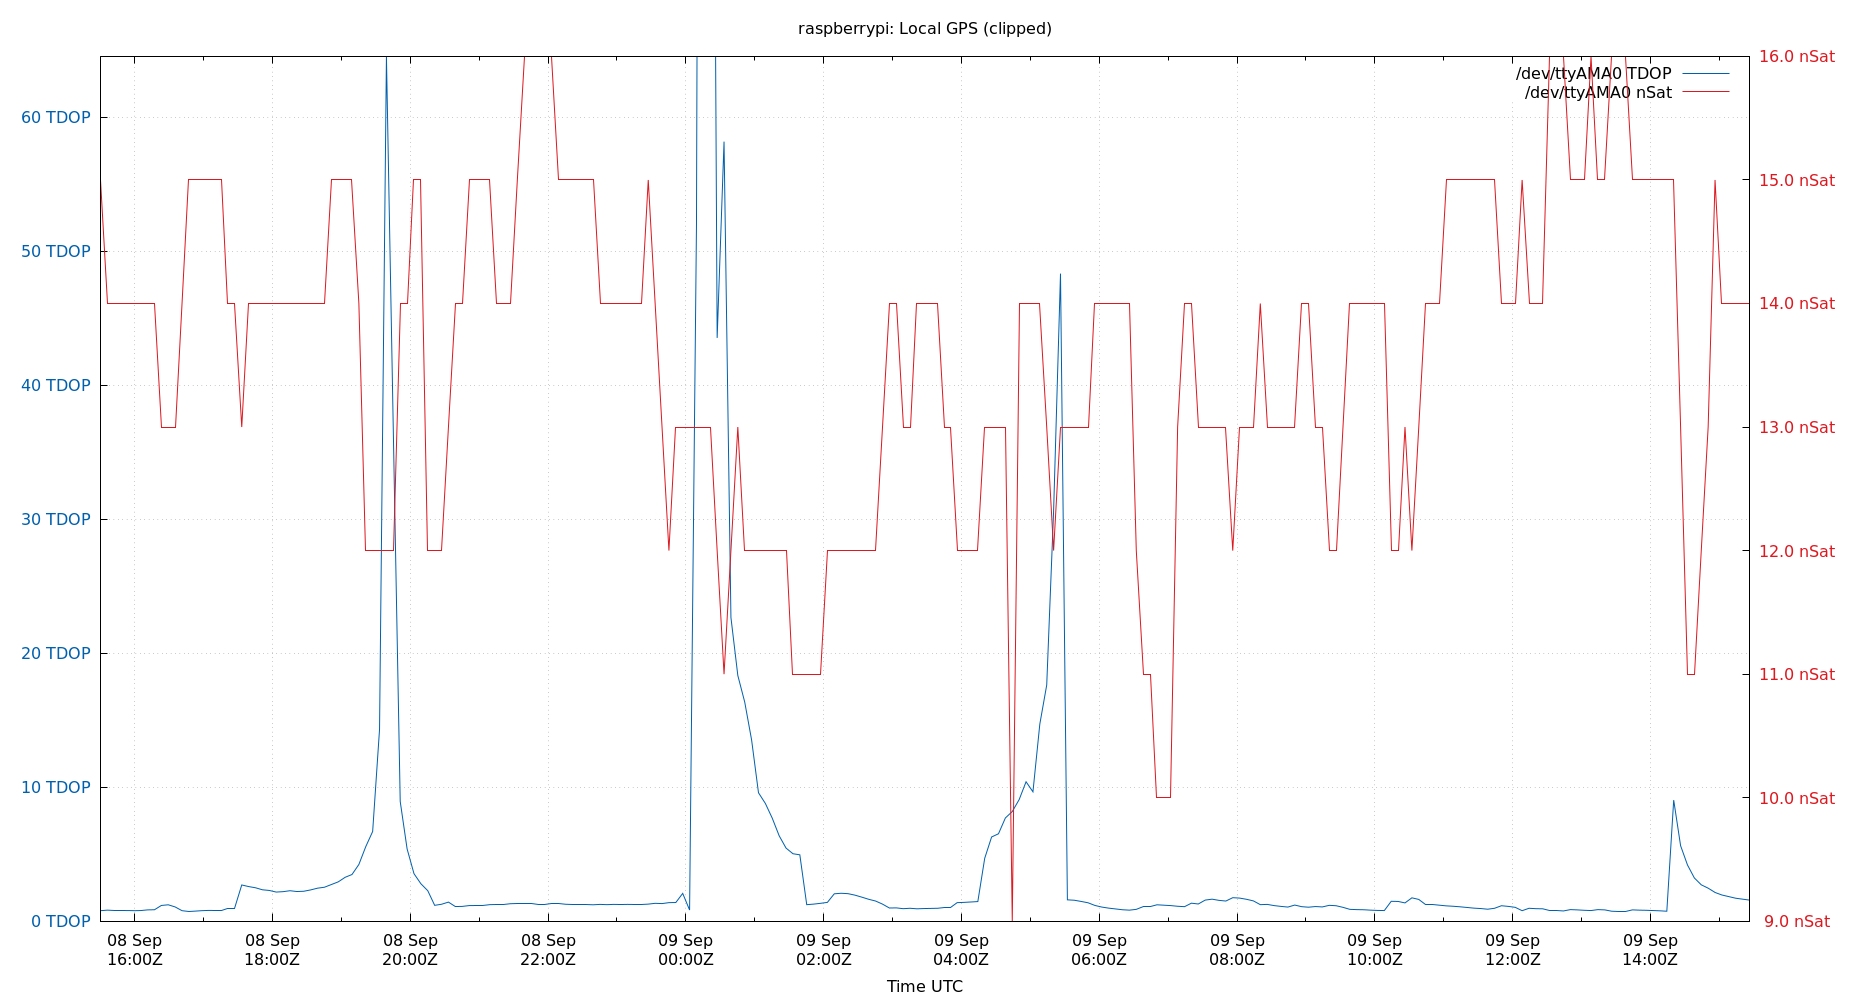 raspberrypi: Local GPS (clipped)
16.0 nSat
/dev/ttyAMA0 TDOP
/dev/ttyAMA0 nSat
60 TDOP
15.0 nSat
50 TDOP
14.0 nSat
40 TDOP
13.0 nSat
30 TDOP
12.0 nSat
20 TDOP
11.0 nSat
10 TDOP
10.0 nSat
0 TDOP
9.0 nSat
08 Sep 08 Sep 08 Sep 08 Sep 09 Sep 09 Sep 09 Sep 09 Sep 09 Sep 09 Sep 09 Sep 09 Sep
16:00Z 18:00Z 20:00Z 22:00Z 00:00Z 02:00Z 04:00Z 06:00Z 08:00Z 10:00Z 12:00Z 14:00Z
Time UTC